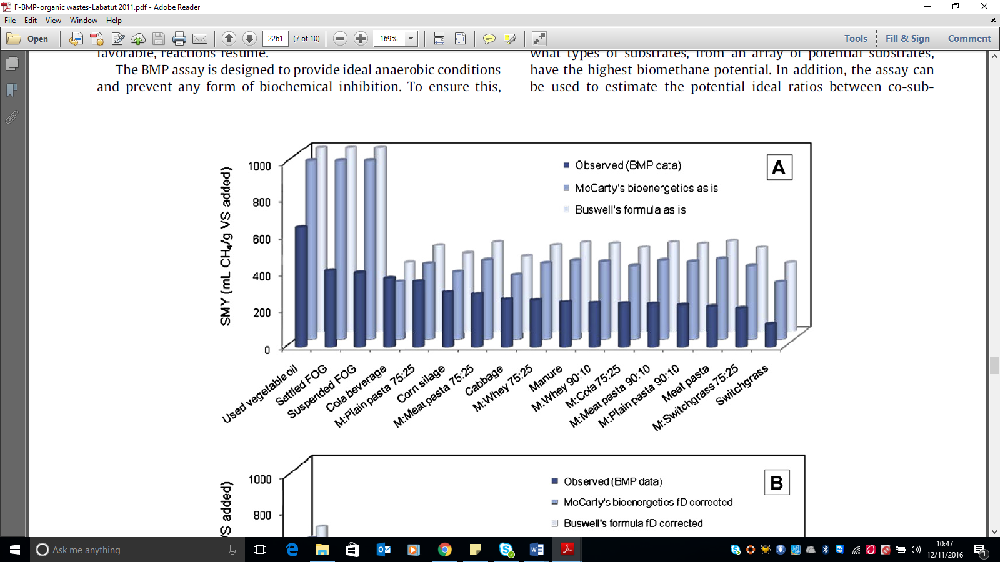 F-BMP-organic wastes-Labatut 2011.pdf - Adobe Reader
File Edit View Window Help
Open 2261 (7 of 10) 169% Tools Fill & Sign Comment
favorable, reactions resume.
The BMP assay is designed to provide ideal anaerobic conditions
and prevent any form of biochemical inhibition. To ensure this,
what types of substrates, from an array of potential substrates,
have the highest biomethane potential. In addition, the assay can
be used to estimate the potential ideal ratios between co-sub-
A
Observed (BMP data)
McCarty's bioenergetics as is
Buswell's formula as is
SMY (mL CH₄/g VS added)
1000
800
600
400
200
0
Used vegetable oil
Settled FOG
Suspended FOG
Cola beverage
M:Plain pasta 75:25
Corn silage
M:Meat pasta 75:25
Cabbage
M:Whey 75:25
Manure
M:Whey 90:10
M:Cola 75:25
M:Meat pasta 90:10
M:Plain pasta 90:10
Meat pasta
M:Switchgrass 75:25
Switchgrass
B
Observed (BMP data)
McCarty's bioenergetics fD corrected
Buswell's formula fD corrected
1000
800
VS added)
Ask me anything
10:47
12/11/2016
1